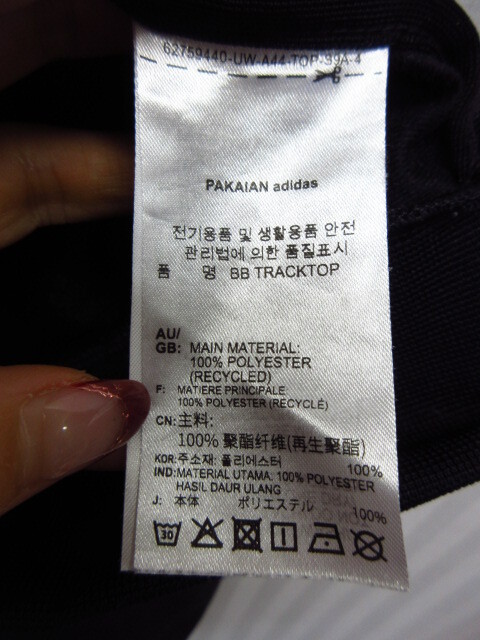 62759440-UW-A44-TOP-99A-4
PAKAIAN adidas
전기용품 및 생활용품 안전
관리법에 의한 품질표시
품 명 BB TRACKTOP
AU/
GB: MAIN MATERIAL:
100% POLYESTER
(RECYCLED)
F: MATIERE PRINCIPALE
100% POLYESTER (RECYCLÉ)
CN: 主料:
100% 聚酯纤维(再生聚酯)
KOR: 주소재: 폴리에스터 100%
IND: MATERIAL UTAMA: 100% POLYESTER
HASIL DAUR ULANG
J: 本体 ポリエステル 100%
30